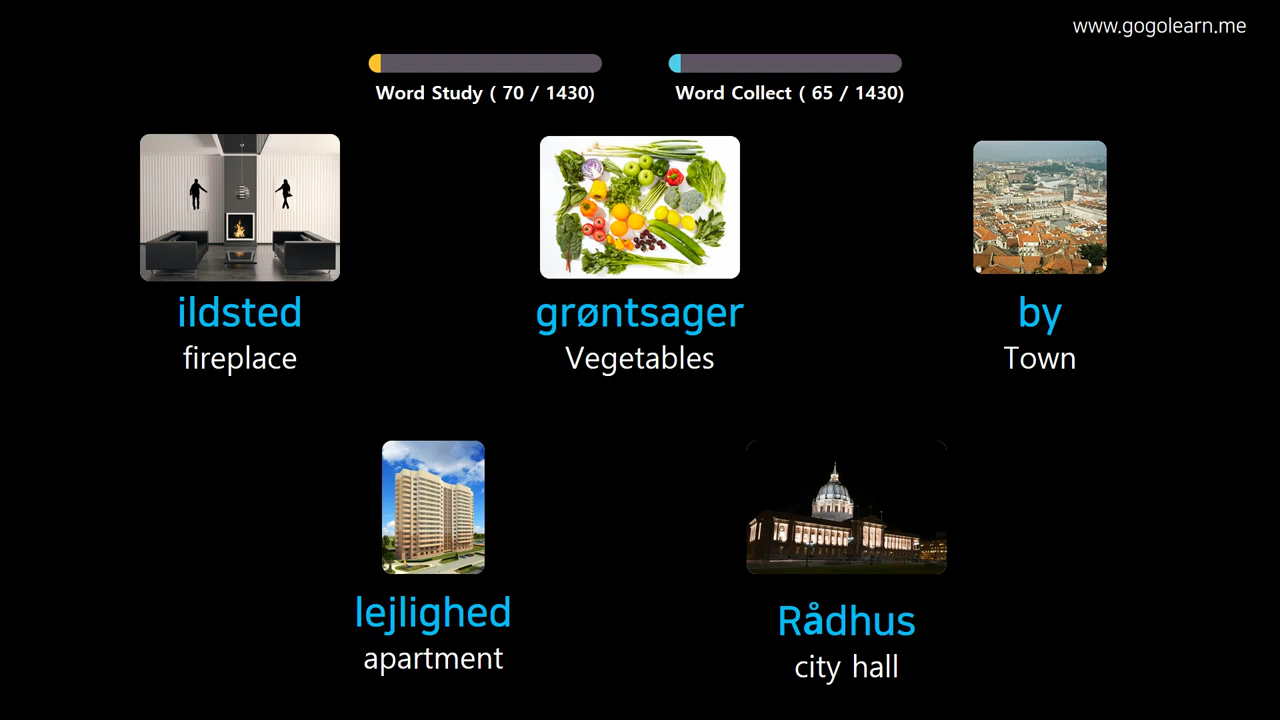 www.gogolearn.me
Word Study ( 70 / 1430)
Word Collect ( 65 / 1430)
ildsted
fireplace
grøntsager
Vegetables
by
Town
lejlighed
apartment
Rådhus
city hall